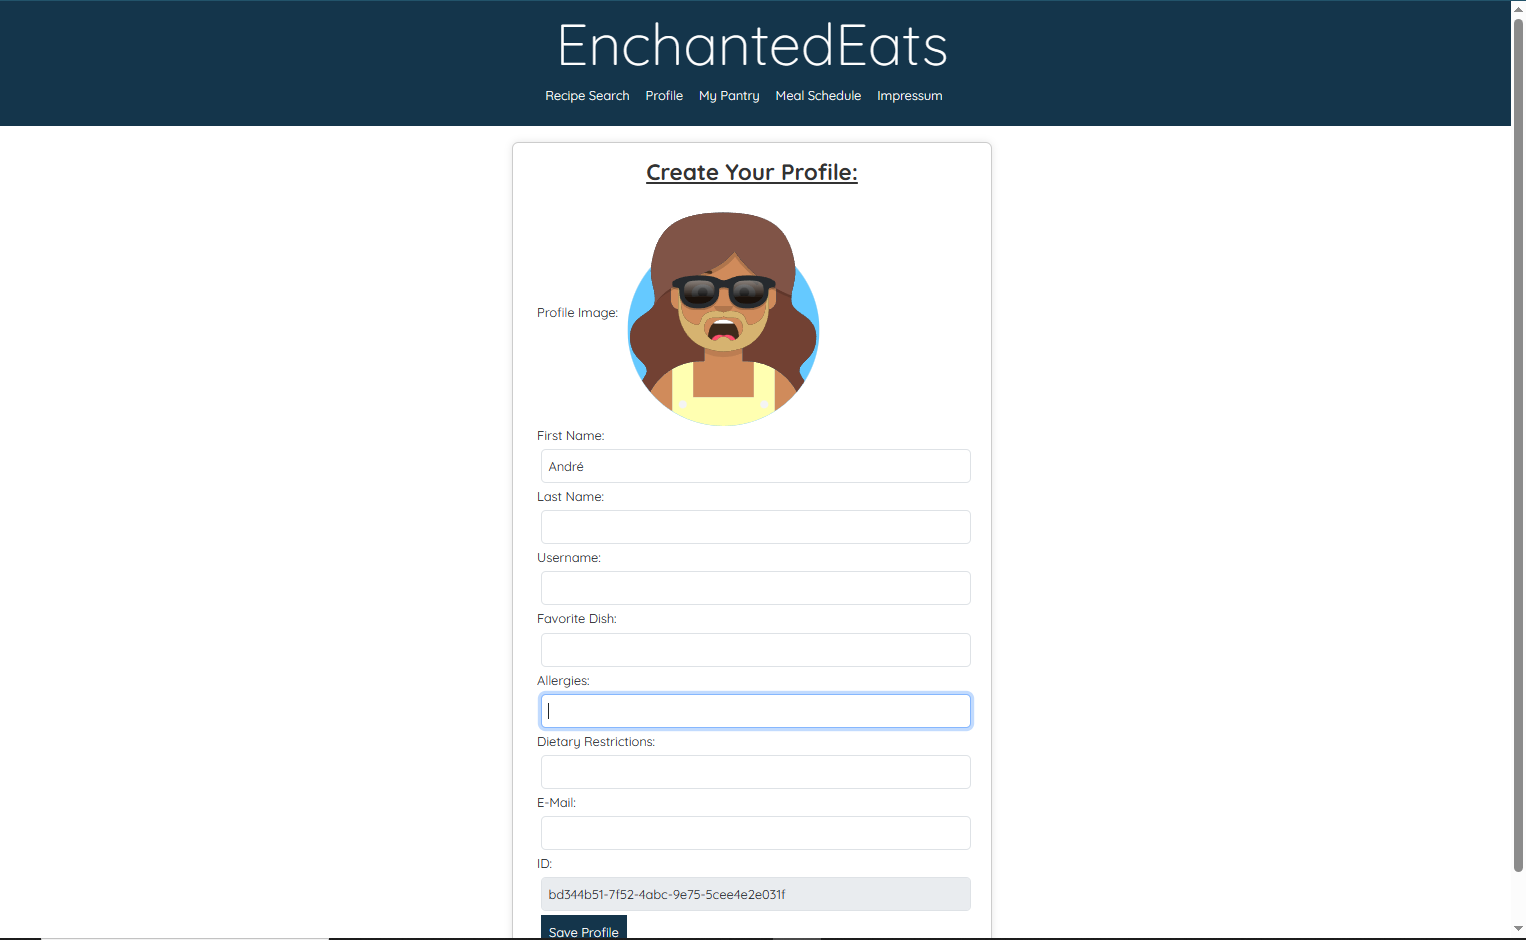 EnchantedEats
Recipe Search Profile My Pantry Meal Schedule Impressum
Create Your Profile:
Profile Image:
First Name:
André
Last Name:
Username:
Favorite Dish:
Allergies:
Dietary Restrictions:
E-Mail:
ID:
bd344b51-7f52-4abc-9e75-5cee4e2e031f
Save Profile